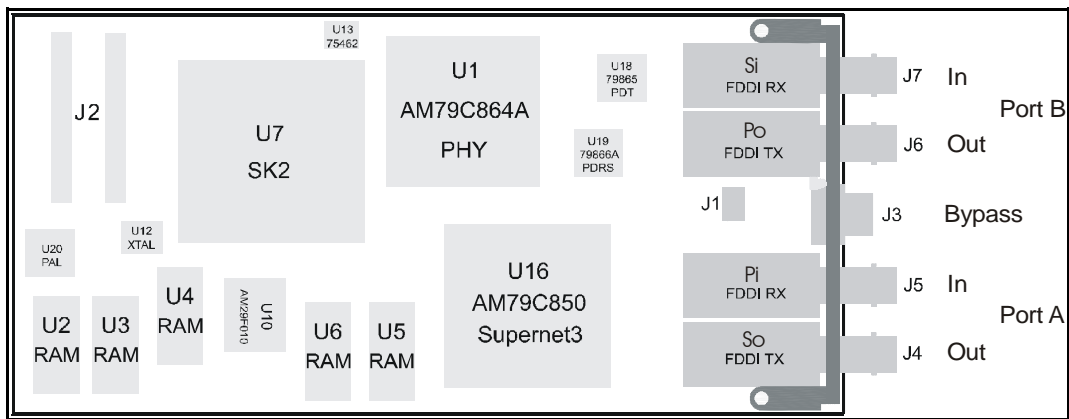 U13
75462
J2
U7
SK2
U1
AM79C864A
PHY
U18
79865
PDT
U19
79866A
PDRS
Si
FDDI RX
J7 In
Port B
Po
FDDI TX
J6 Out
J1
J3 Bypass
U20
PAL
U12
XTAL
U2
RAM
U3
RAM
U4
RAM
U10
AM29F010
U6
RAM
U5
RAM
U16
AM79C850
Supernet3
Pi
FDDI RX
J5 In
Port A
So
FDDI TX
J4 Out